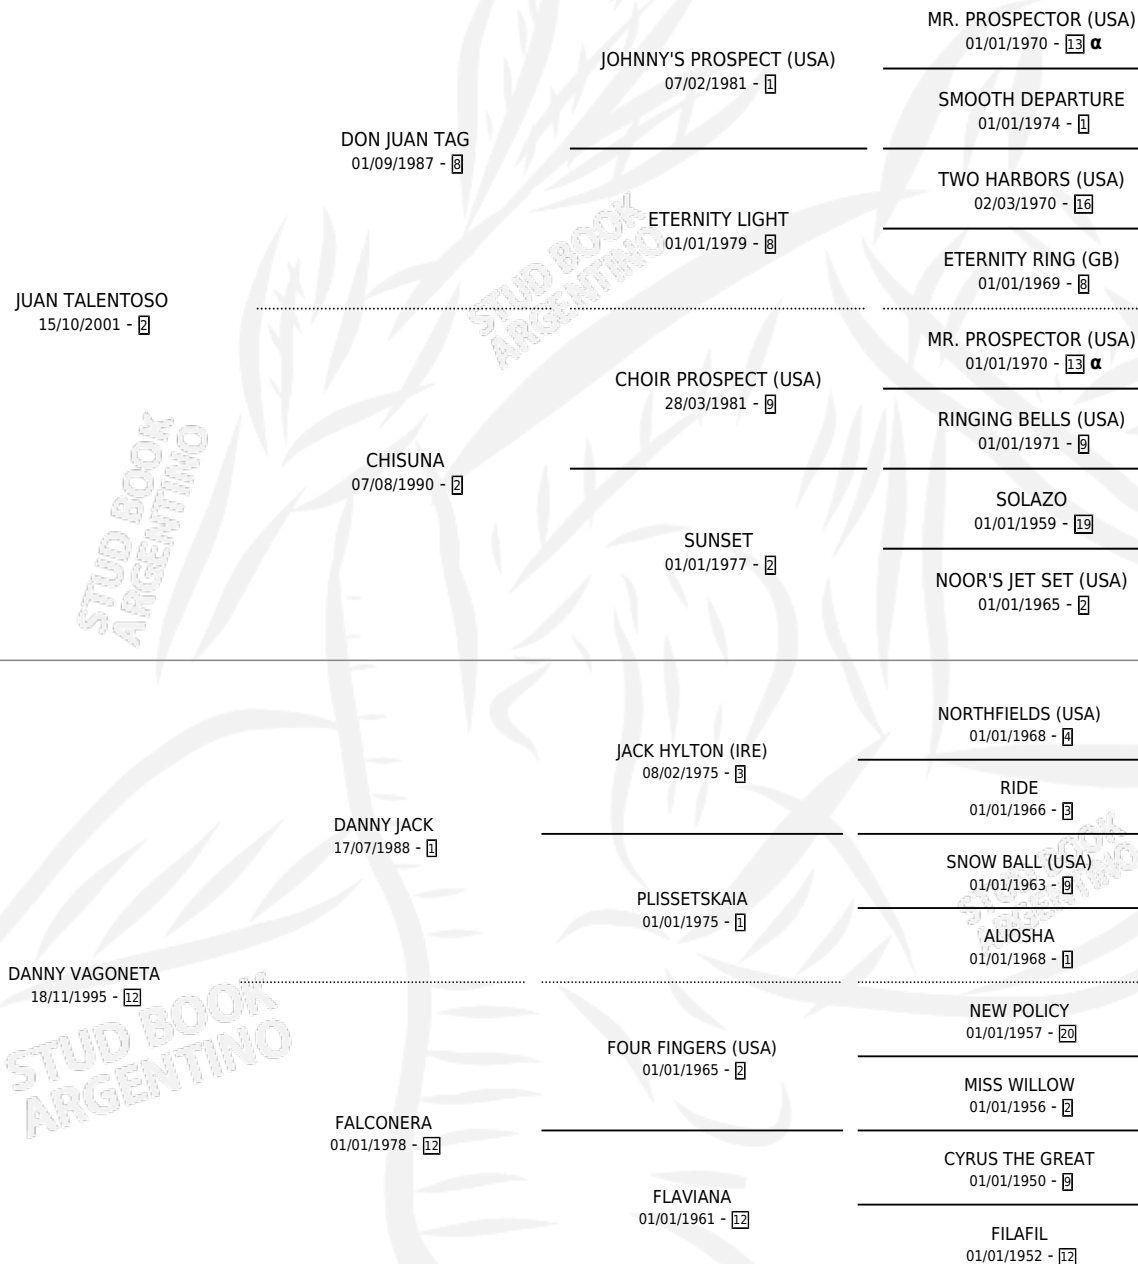 MR. PROSPECTOR (USA)
01/01/1970 - 13 α
JOHNNY'S PROSPECT (USA)
07/02/1981 - 1
SMOOTH DEPARTURE
01/01/1974 - 1
DON JUAN TAG
01/09/1987 - 8
TWO HARBORS (USA)
02/03/1970 - 16
ETERNITY LIGHT
01/01/1979 - 8
ETERNITY RING (GB)
01/01/1969 - 8
JUAN TALENTOSO
15/10/2001 - 2
MR. PROSPECTOR (USA)
01/01/1970 - 13 α
CHOIR PROSPECT (USA)
28/03/1981 - 9
RINGING BELLS (USA)
01/01/1971 - 9
CHISUNA
07/08/1990 - 2
SOLAZO
01/01/1959 - 19
SUNSET
01/01/1977 - 2
NOOR'S JET SET (USA)
01/01/1965 - 2
NORTHFIELDS (USA)
01/01/1968 - 4
JACK HYLTON (IRE)
08/02/1975 - 3
RIDE
01/01/1966 - 3
DANNY JACK
17/07/1988 - 1
SNOW BALL (USA)
01/01/1963 - 9
PLISSETSKAIA
01/01/1975 - 1
ALIOSHA
01/01/1968 - 1
DANNY VAGONETA
18/11/1995 - 12
NEW POLICY
01/01/1957 - 20
FOUR FINGERS (USA)
01/01/1965 - 2
MISS WILLOW
01/01/1956 - 2
FALCONERA
01/01/1978 - 12
CYRUS THE GREAT
01/01/1950 - 9
FLAVIANA
01/01/1961 - 12
FILAFIL
01/01/1952 - 12
STUD BOOK
ARGENTINO
STUD BOOK
ARGENTINO
STUD BOOK
ARGENTINO
STUD BOOK
ARGENTINO